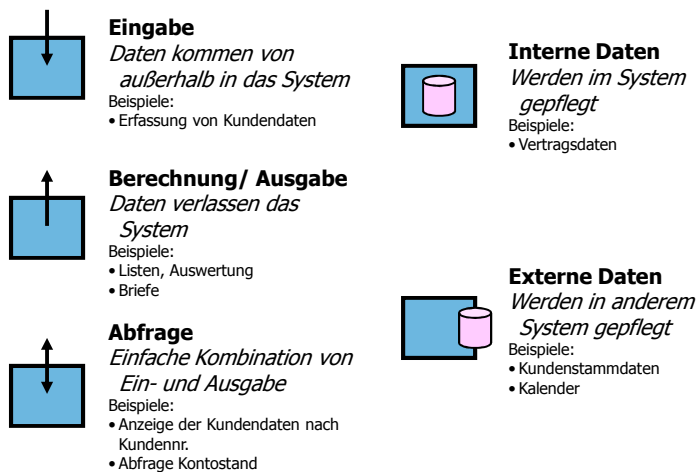 Eingabe
Daten kommen von
außerhalb in das System
Beispiele:
• Erfassung von Kundendaten
Berechnung/ Ausgabe
Daten verlassen das
System
Beispiele:
• Listen, Auswertung
• Briefe
Abfrage
Einfache Kombination von
Ein- und Ausgabe
Beispiele:
• Anzeige der Kundendaten nach
Kundennr.
• Abfrage Kontostand
Interne Daten
Werden im System
gepflegt
Beispiele:
• Vertragsdaten
Externe Daten
Werden in anderem
System gepflegt
Beispiele:
• Kundenstammdaten
• Kalender